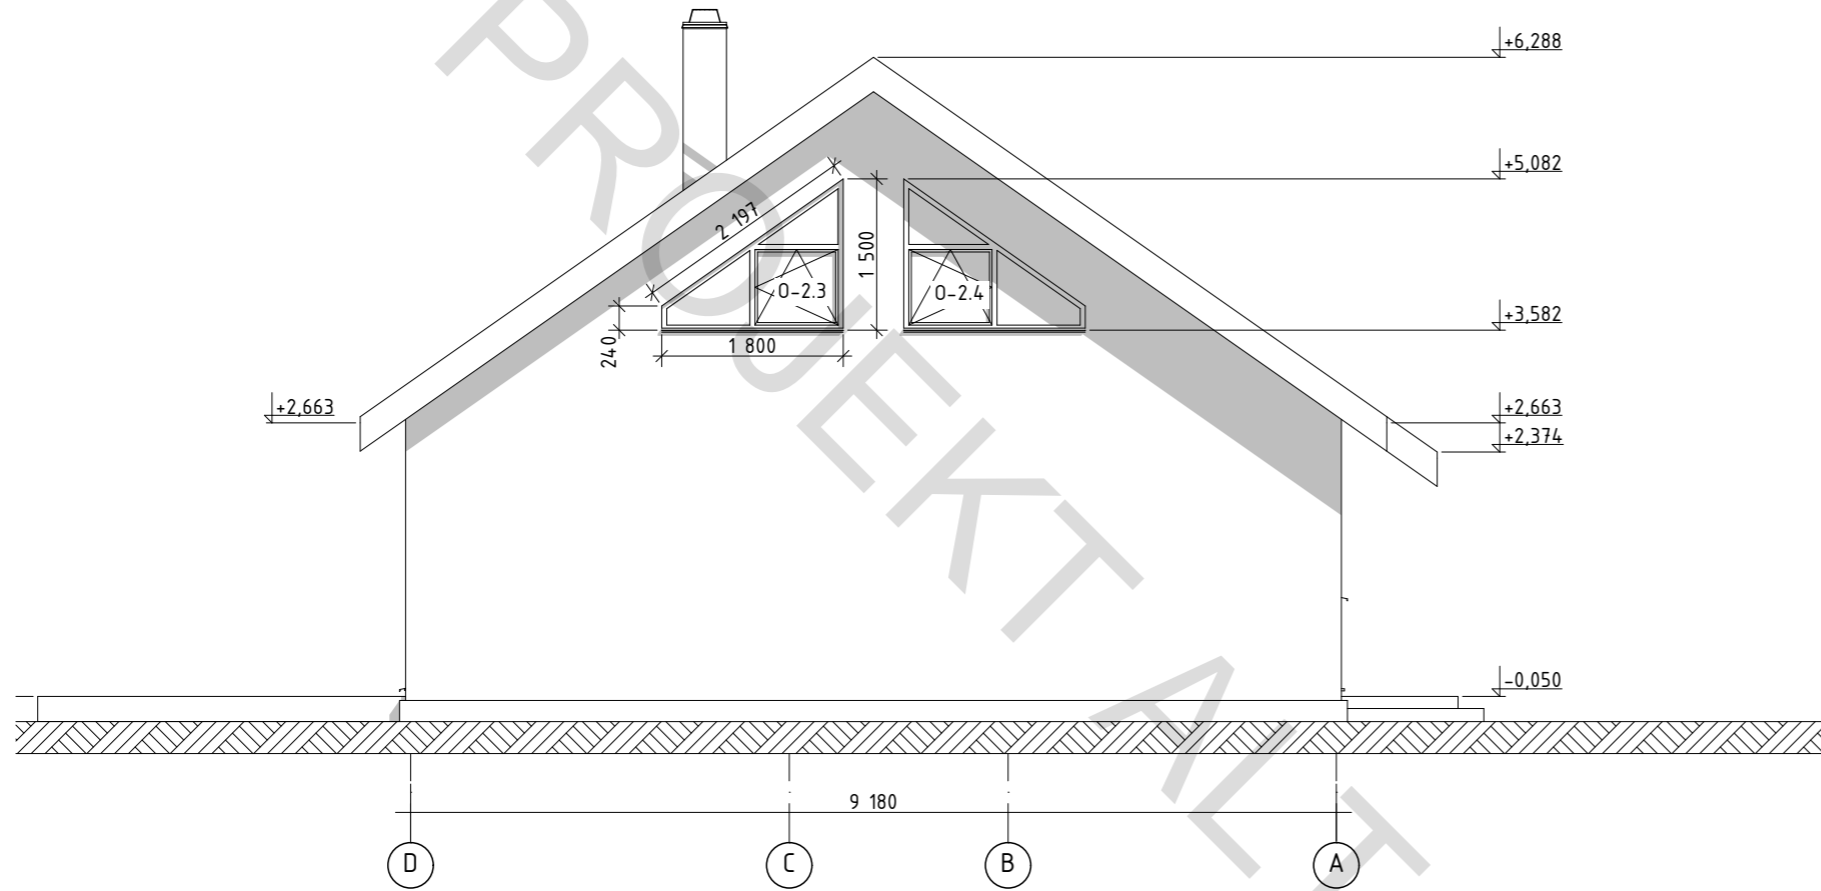 +6,288
+5,082
2 197
1 500
O-2.3
O-2.4
+3,582
240
1 800
+2,663
+2,663
+2,374
-0,050
9 180
D
C
B
A
PROJEKT ALT